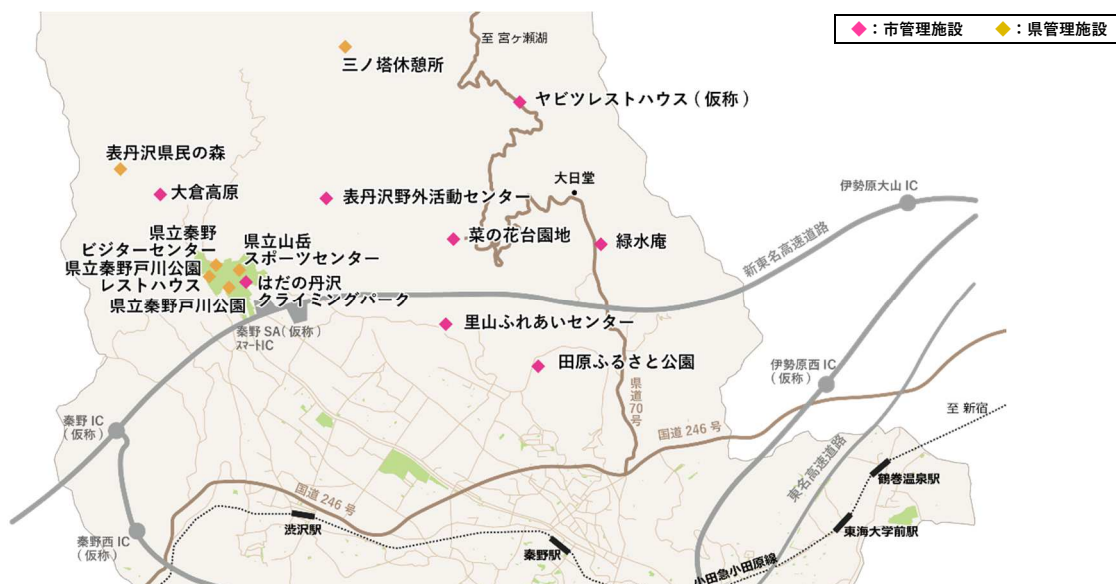 ：市管理施設
：県管理施設
至 宮ヶ瀬湖
三ノ塔休憩所
ヤビツレストハウス ( 仮称 )
表丹沢県民の森
大倉高原
表丹沢野外活動センター
大日堂
伊勢原大山 IC
県立秦野
ビジターセンター
県立山岳
スポーツセンター
菜の花台園地
緑水庵
新東名高速道路
県立秦野戸川公園
レストハウス
はだの丹沢
クライミングパーク
県立秦野戸川公園
秦野 SA( 仮称 )
ｽﾏｰﾄIC
里山ふれあいセンター
田原ふるさと公園
伊勢原西 IC
( 仮称 )
県道70号
至 新宿
秦野 IC
( 仮称 )
国道 246 号
東名高速道路
鶴巻温泉駅
国道 246 号
渋沢駅
東海大学前駅
秦野西 IC
( 仮称 )
秦野駅
小田急小田原線